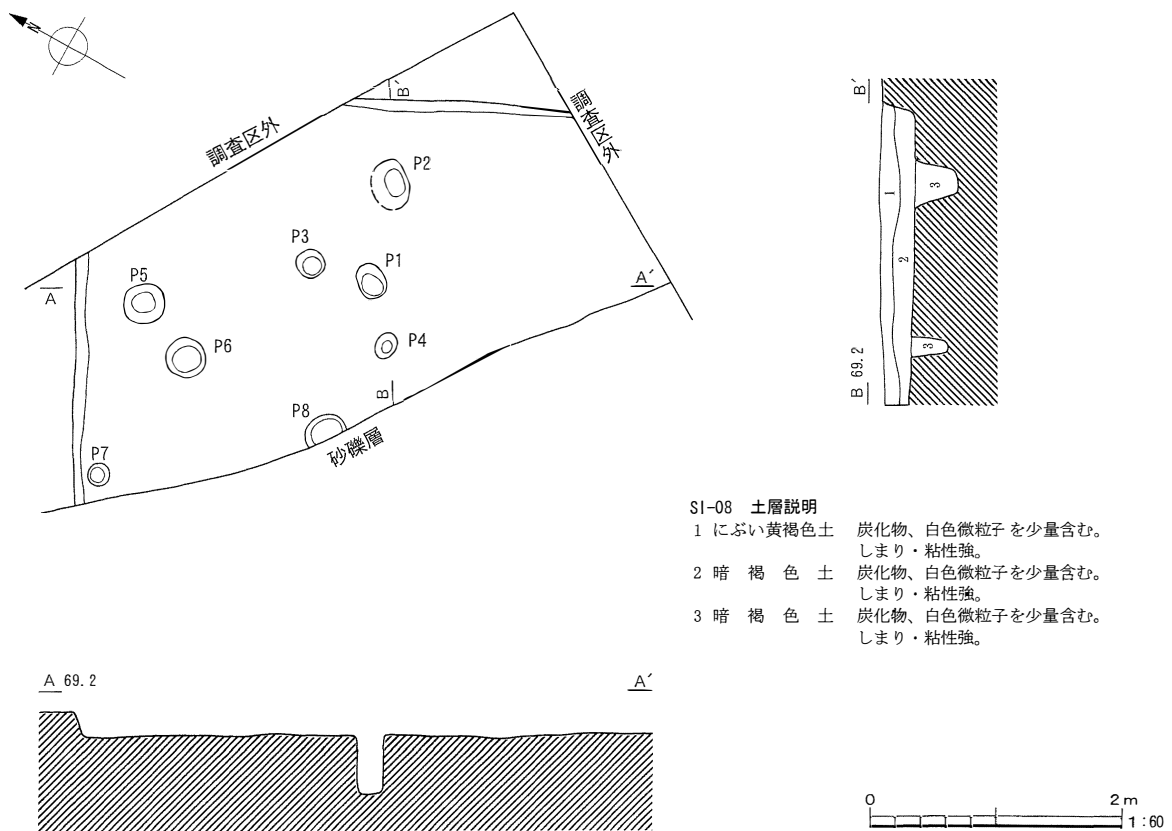 N
調査区外
B´
調査区外
P2
P3
P1
A´
P5
A
P6
P4
B
P8
砂礫層
P7
B´
1
3
2
3
B 69.2
SI-08 土層説明
1 にぶい黄褐色土 炭化物、白色微粒子を少量含む。
しまり・粘性強。
2 暗褐色土 炭化物、白色微粒子を少量含む。
しまり・粘性強。
3 暗褐色土 炭化物、白色微粒子を少量含む。
しまり・粘性強。
A 69.2
A´
0 2m
1:60